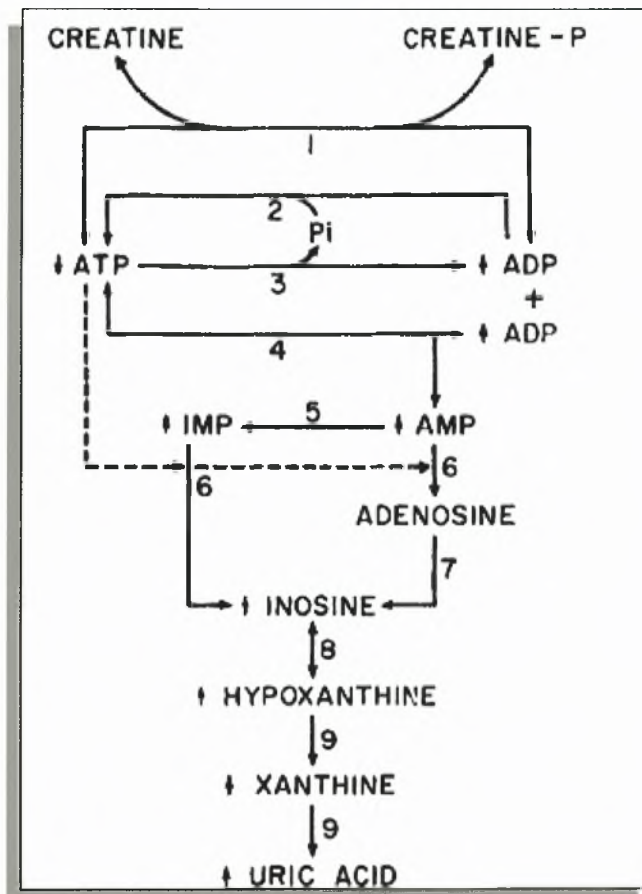 CREATINE CREATINE - P
1
2
Pi
ATP 3 ADP
+
4 ADP
IMP 5 AMP
6 6
ADENOSINE
7
INOSINE
8
HYPOXANTHINE
9
XANTHINE
9
URIC ACID